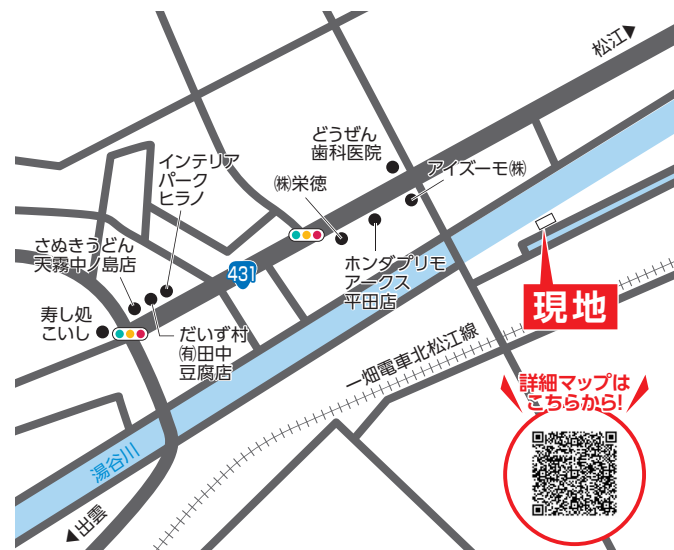 松江▶
どうぜん
歯科医院
アイズーモ㈱
インテリア
パーク
ヒラノ
㈱栄徳
さぬきうどん
天霧中ノ島店
431
ホンダプリモ
アークス
平田店
現地
寿し処
こいし
だいず村
㈲田中
豆腐店
一畑電車北松江線
詳細マップは
こちらから!
湯谷川
◀出雲